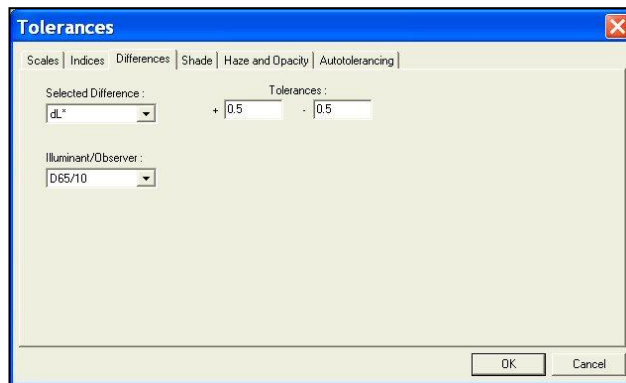 Tolerances
Scales Indices Differences Shade Haze and Opacity Autotolerancing
Selected Difference : Tolerances :
dL* + 0.5 - 0.5
Illuminant/Observer :
D65/10
OK Cancel